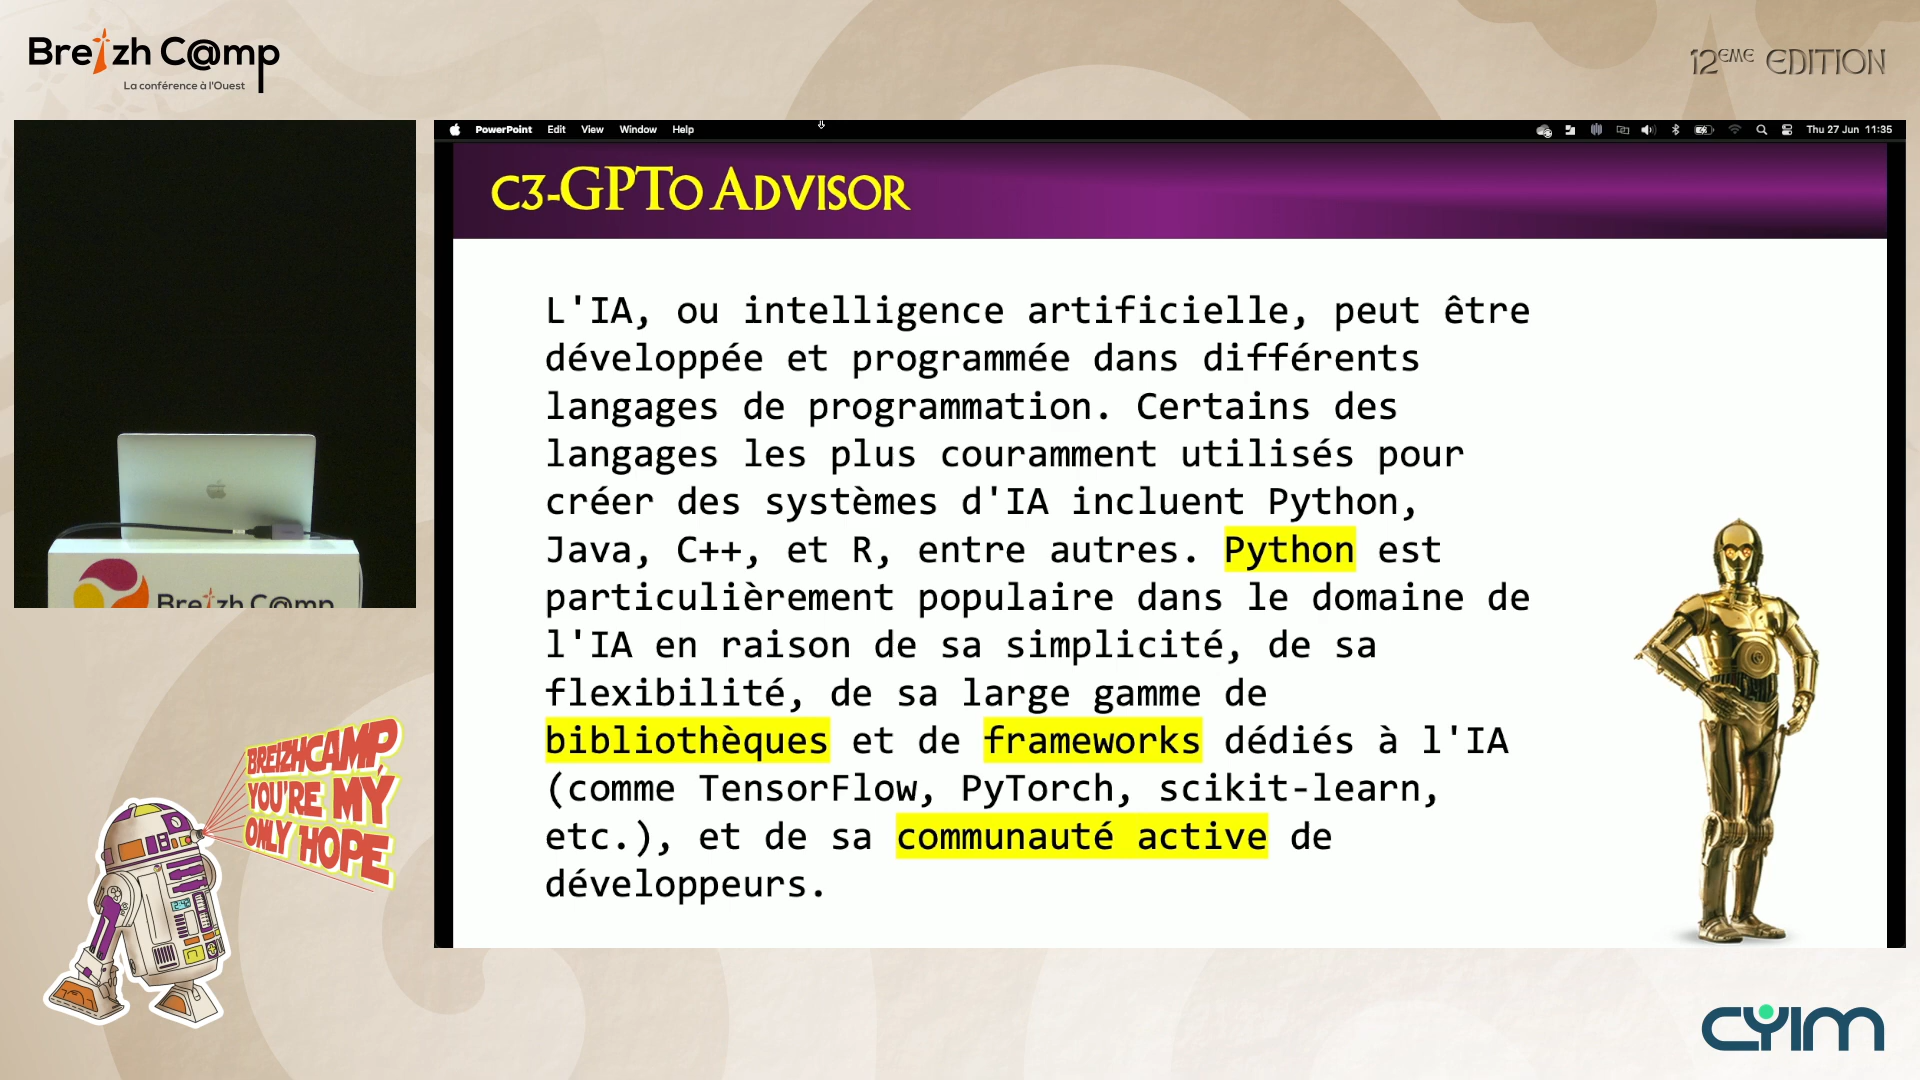 Breizh C@mp
La conférence à l'Ouest
12EME EDITION
PowerPoint Edit View Window Help
Thu 27 Jun 11:35
C3-GPTO ADVISOR
L'IA, ou intelligence artificielle, peut être
développée et programmée dans différents
langages de programmation. Certains des
langages les plus couramment utilisés pour
créer des systèmes d'IA incluent Python,
Java, C++, et R, entre autres. Python est
particulièrement populaire dans le domaine de
l'IA en raison de sa simplicité, de sa
flexibilité, de sa large gamme de
bibliothèques et de frameworks dédiés à l'IA
(comme TensorFlow, PyTorch, scikit-learn,
etc.), et de sa communauté active de
développeurs.
Breizh C@mp
BREIZHCAMP,
YOU'RE MY
ONLY HOPE
CYIM